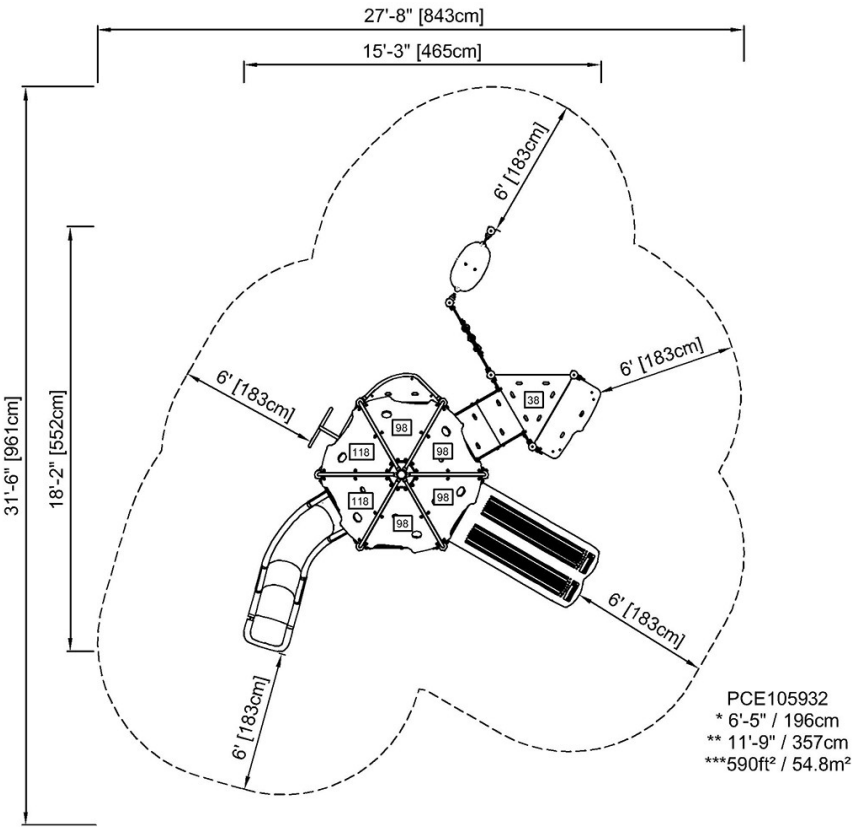 27'-8" [843cm]
15'-3" [465cm]
6' [183cm]
31'-6" [961cm]
18'-2" [552cm]
6' [183cm]
6' [183cm]
38
98
118
98
118
98
98
6' [183cm]
6' [183cm]
PCE105932
* 6'-5" / 196cm
** 11'-9" / 357cm
***590ft² / 54.8m²